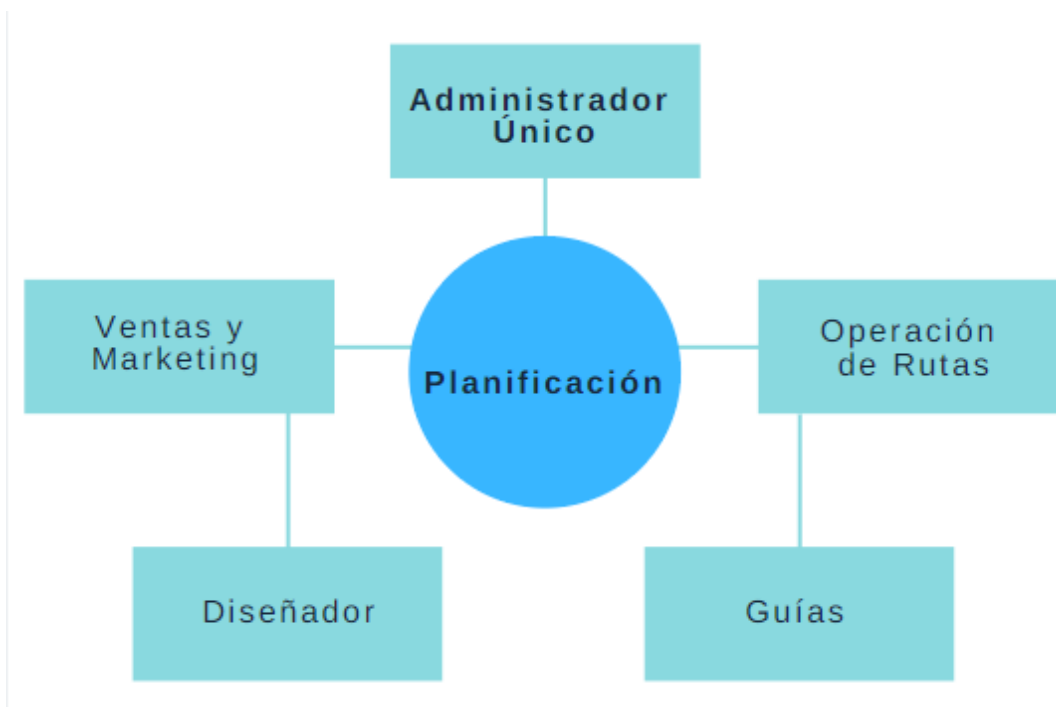 Administrador
Único
Ventas y
Marketing
Planificación
Operación
de Rutas
Diseñador
Guías